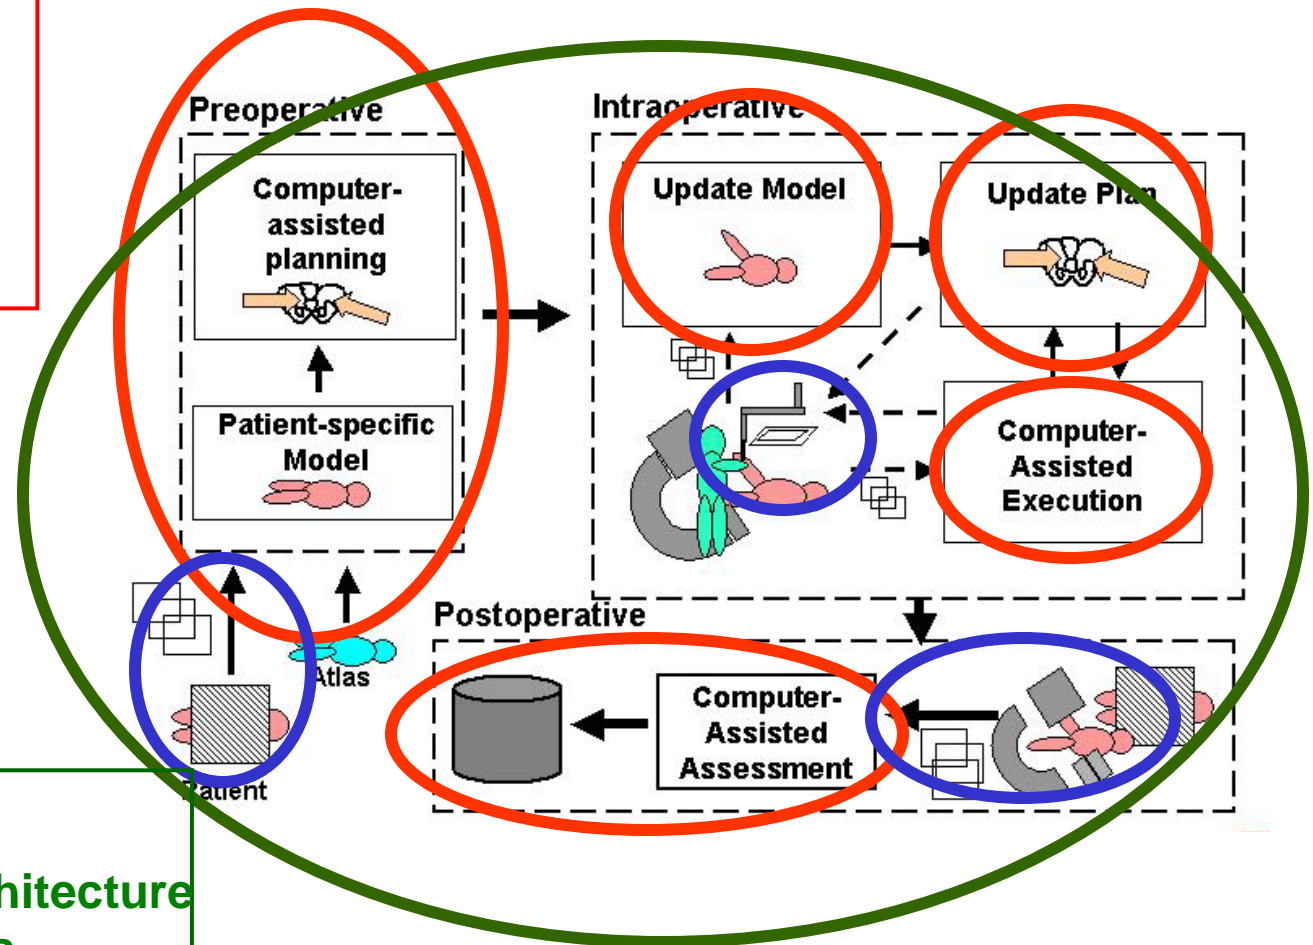 Preoperative
Computer-
assisted
planning
Patient-specific
Model
Atlas
Patient
Intraoperative
Update Model
Update Plan
Computer-
Assisted
Execution
Postoperative
Computer-
Assisted
Assessment
hitecture